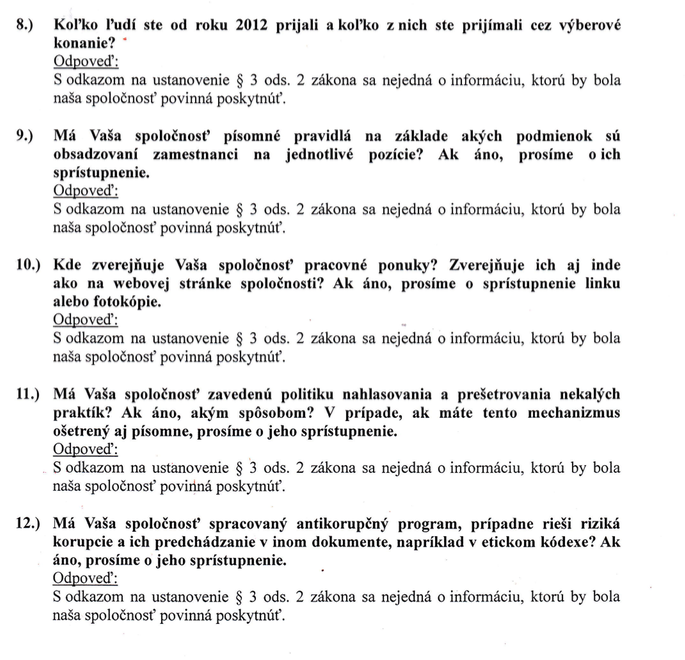 8.) Koľko ľudí ste od roku 2012 prijali a koľko z nich ste prijímali cez výberové
konanie?
Odpoveď:
S odkazom na ustanovenie § 3 ods. 2 zákona sa nejedná o informáciu, ktorú by bola
naša spoločnosť povinná poskytnúť.
9.) Má Vaša spoločnosť písomné pravidlá na základe akých podmienok sú
obsadzovaní zamestnanci na jednotlivé pozície? Ak áno, prosíme o ich
sprístupnenie.
Odpoveď:
S odkazom na ustanovenie § 3 ods. 2 zákona sa nejedná o informáciu, ktorú by bola
naša spoločnosť povinná poskytnúť.
10.) Kde zverejňuje Vaša spoločnosť pracovné ponuky? Zverejňuje ich aj inde
ako na webovej stránke spoločnosti? Ak áno, prosíme o sprístupnenie linku
alebo fotokópie.
Odpoveď:
S odkazom na ustanovenie § 3 ods. 2 zákona sa nejedná o informáciu, ktorú by bola
naša spoločnosť povinná poskytnúť.
11.) Má Vaša spoločnosť zavedenú politiku nahlasovania a prešetrovania nekalých
praktík? Ak áno, akým spôsobom? V prípade, ak máte tento mechanizmus
ošetrený aj písomne, prosíme o jeho sprístupnenie.
Odpoveď:
S odkazom na ustanovenie § 3 ods. 2 zákona sa nejedná o informáciu, ktorú by bola
naša spoločnosť povinná poskytnúť.
12.) Má Vaša spoločnosť spracovaný antikorupčný program, prípadne rieši riziká
korupcie a ich predchádzanie v inom dokumente, napríklad v etickom kódexe? Ak
áno, prosíme o jeho sprístupnenie.
Odpoveď:
S odkazom na ustanovenie § 3 ods. 2 zákona sa nejedná o informáciu, ktorú by bola
naša spoločnosť povinná poskytnúť.